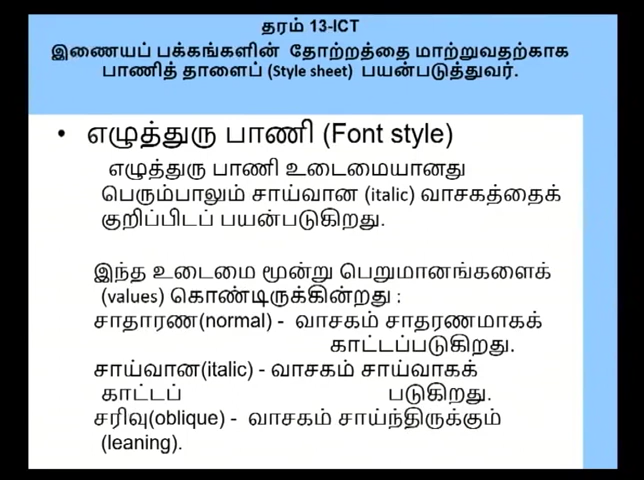 தரம் 13-ICT
இணையப் பக்கங்களின் தோற்றத்தை மாற்றுவதற்காக
பாணித் தாளைப் (Style sheet) பயன்படுத்துவர்.
• எழுத்துரு பாணி (Font style)
எழுத்துரு பாணி உடைமையானது
பெரும்பாலும் சாய்வான (italic) வாசகத்தைக்
குறிப்பிடப் பயன்படுகிறது.
இந்த உடைமை மூன்று பெறுமானங்களைக்
(values) கொண்டிருக்கின்றது :
சாதாரண(normal) - வாசகம் சாதரணமாகக்
காட்டப்படுகிறது.
சாய்வான(italic) - வாசகம் சாய்வாகக்
காட்டப் படுகிறது.
சரிவு(oblique) - வாசகம் சாய்ந்திருக்கும்
(leaning).